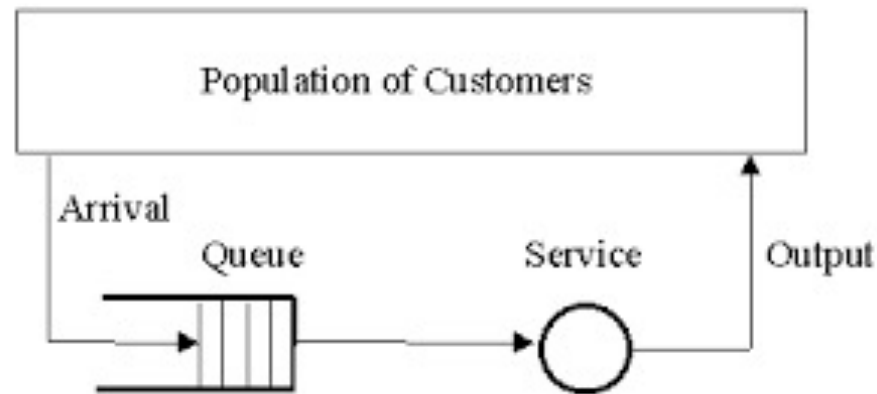 Population of Customers
Arrival
Queue
Service
Output